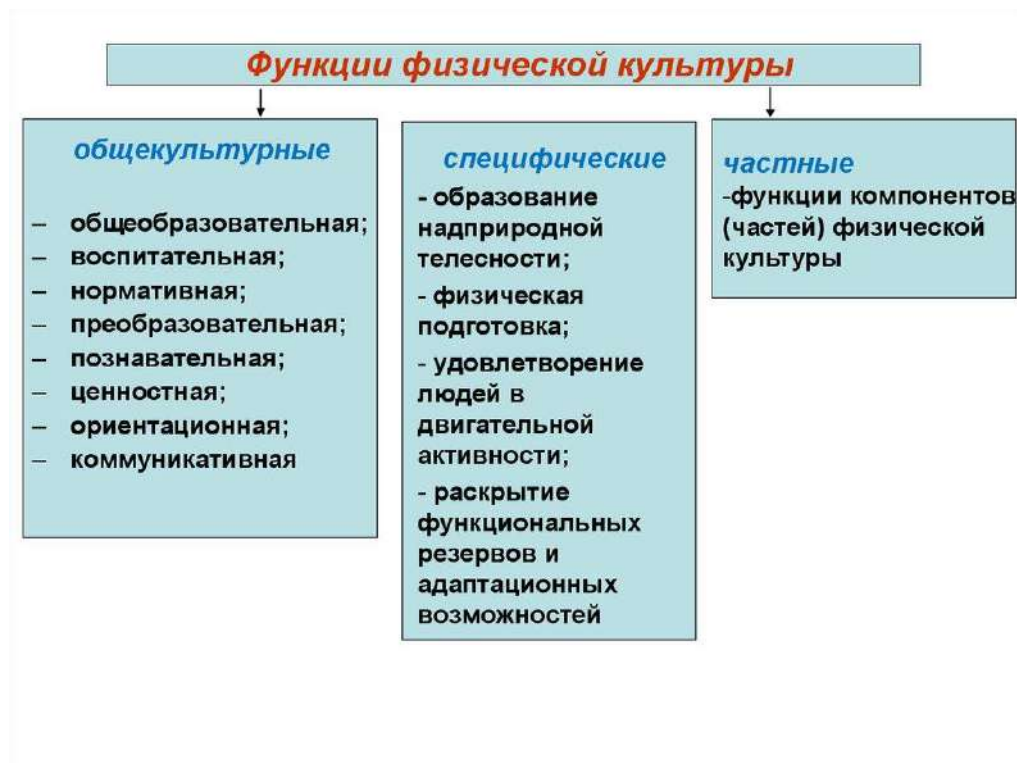 Функции физической культуры
общекультурные
– общеобразовательная;
– воспитательная;
– нормативная;
– преобразовательная;
– познавательная;
– ценностная;
– ориентационная;
– коммуникативная
специфические
- образование
надприродной
телесности;
- физическая
подготовка;
- удовлетворение
людей в
двигательной
активности;
- раскрытие
функциональных
резервов и
адаптационных
возможностей
частные
-функции компонентов
(частей) физической
культуры